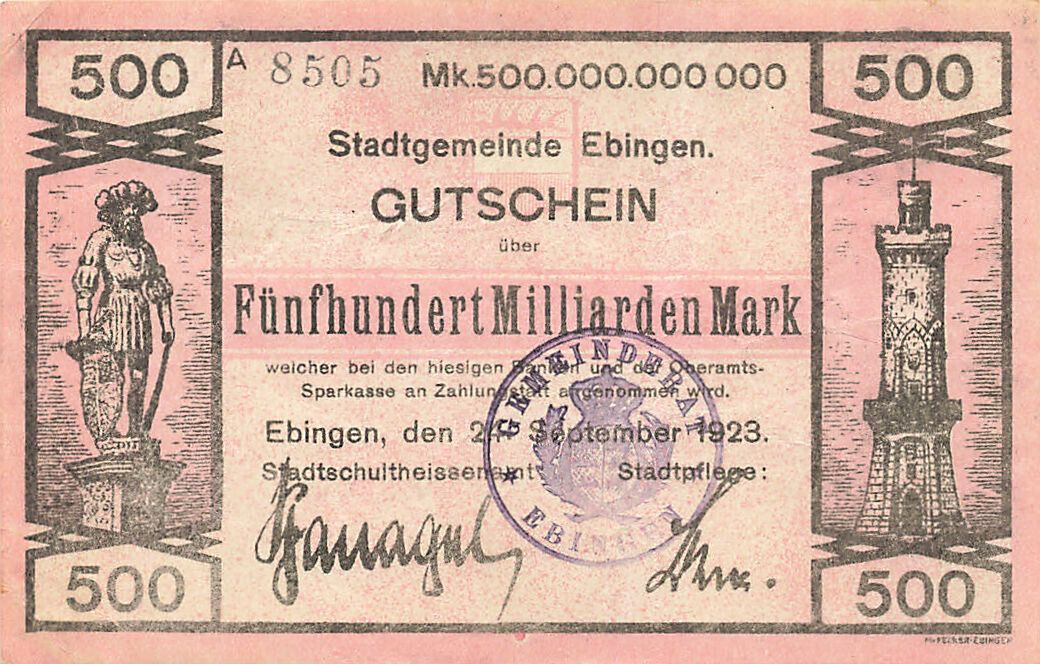 500
A 8505 Mk.500.000.000 000
500
Stadtgemeinde Ebingen.
GUTSCHEIN
über
Fünfhundert Milliarden Mark
welcher bei den hiesigen Banken und der Oberamts-
Sparkasse an Zahlungsstatt angenommen wird.
Ebingen, den September 1923.
Stadtschultheissenamt Stadtpflege:
GEMEINDERAT
EBINGEN
500
500